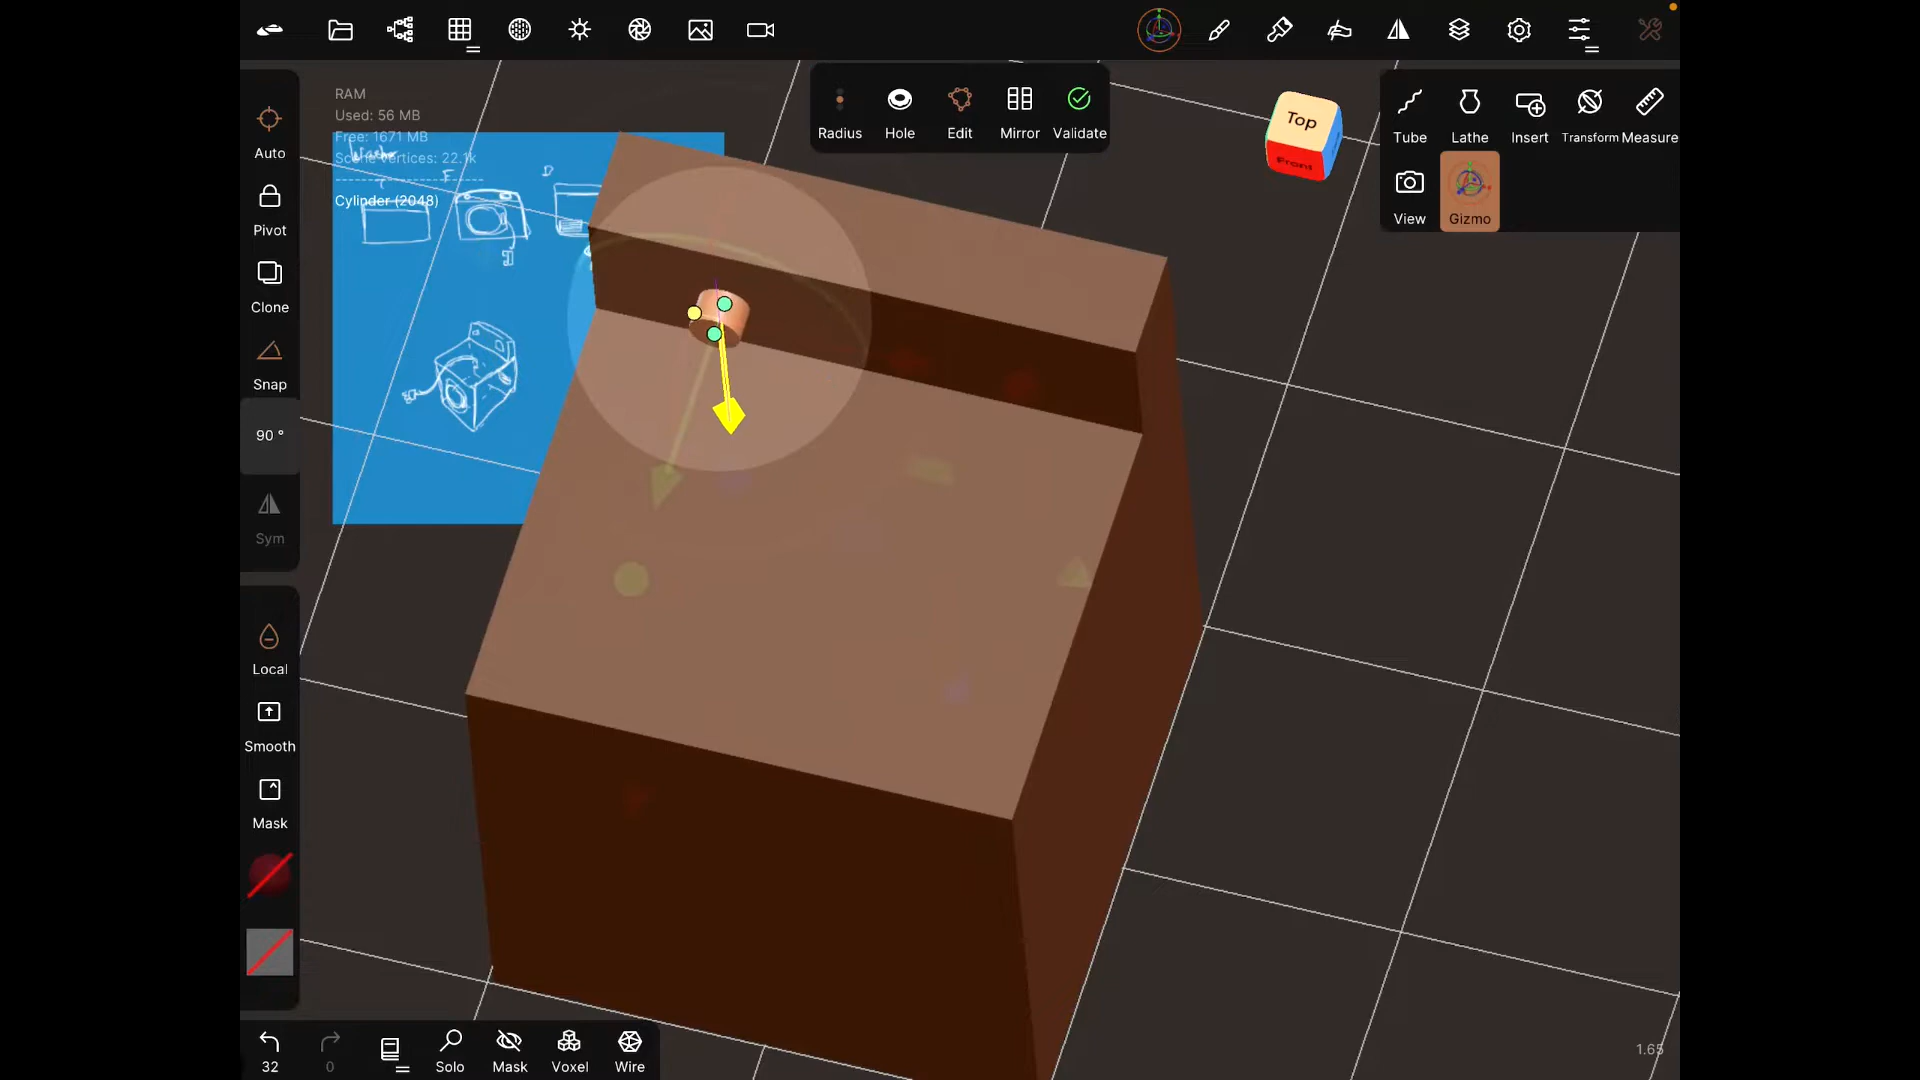 RAM
Used: 56 MB
Free: 1671 MB
Scene vertices: 22.1k
Cylinder (2048)
T
F
D
Radius
Hole
Edit
Mirror
Validate
Top
Front
Tube
Lathe
Insert
Transform
Measure
View
Gizmo
Auto
Pivot
Clone
Snap
90 °
Sym
Local
Smooth
Mask
32
0
Solo
Mask
Voxel
Wire
1.65